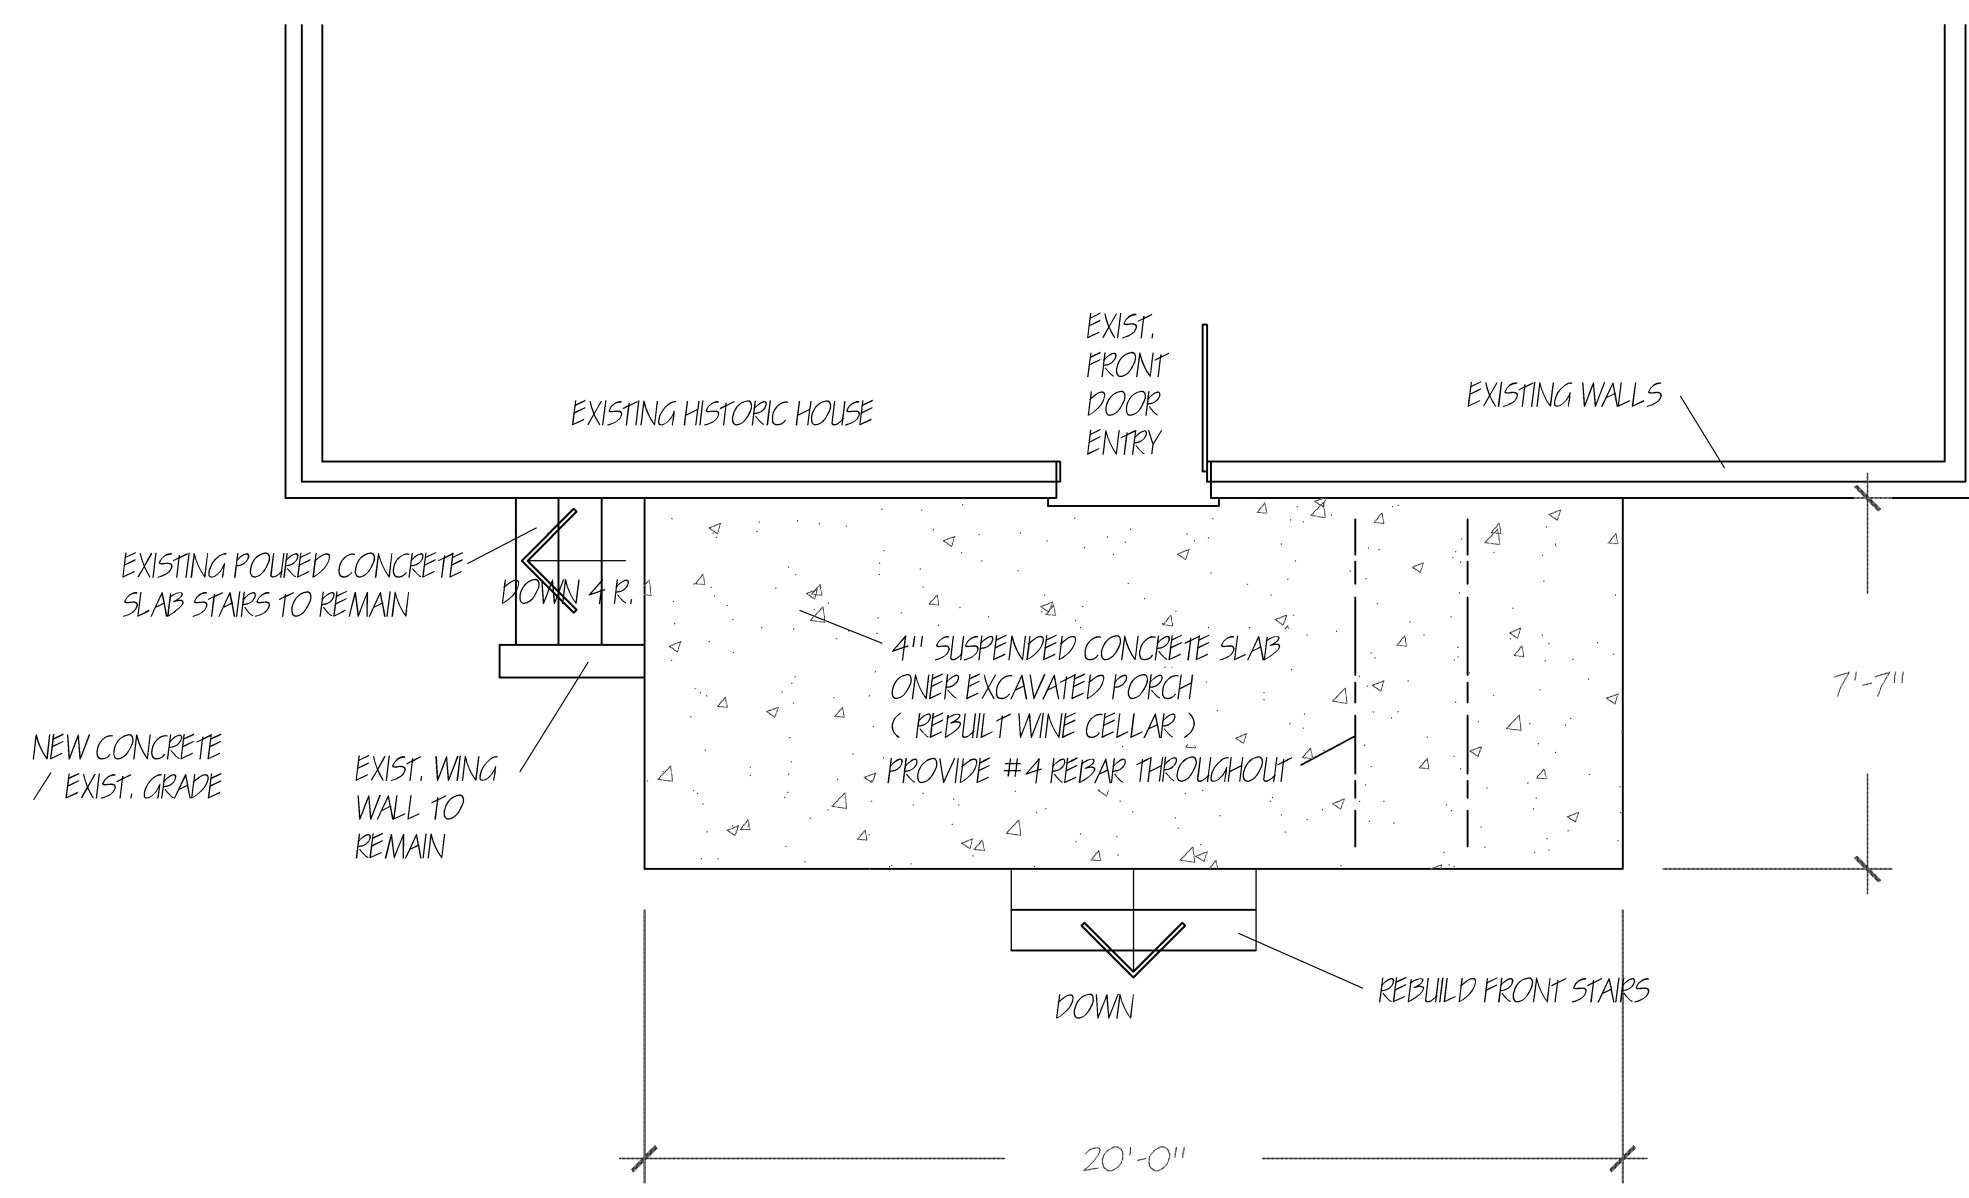 EXIST.
FRONT
DOOR
ENTRY
EXISTING HISTORIC HOUSE
EXISTING WALLS
EXISTING POURED CONCRETE
SLAB STAIRS TO REMAIN
DOWN 4 R.
4" SUSPENDED CONCRETE SLAB
ONER EXCAVATED PORCH
( REBUILT WINE CELLAR )
PROVIDE #4 REBAR THROUGHOUT
7'-7"
NEW CONCRETE
/ EXIST. GRADE
EXIST. WING
WALL TO
REMAIN
REBUILD FRONT STAIRS
DOWN
20'-0"